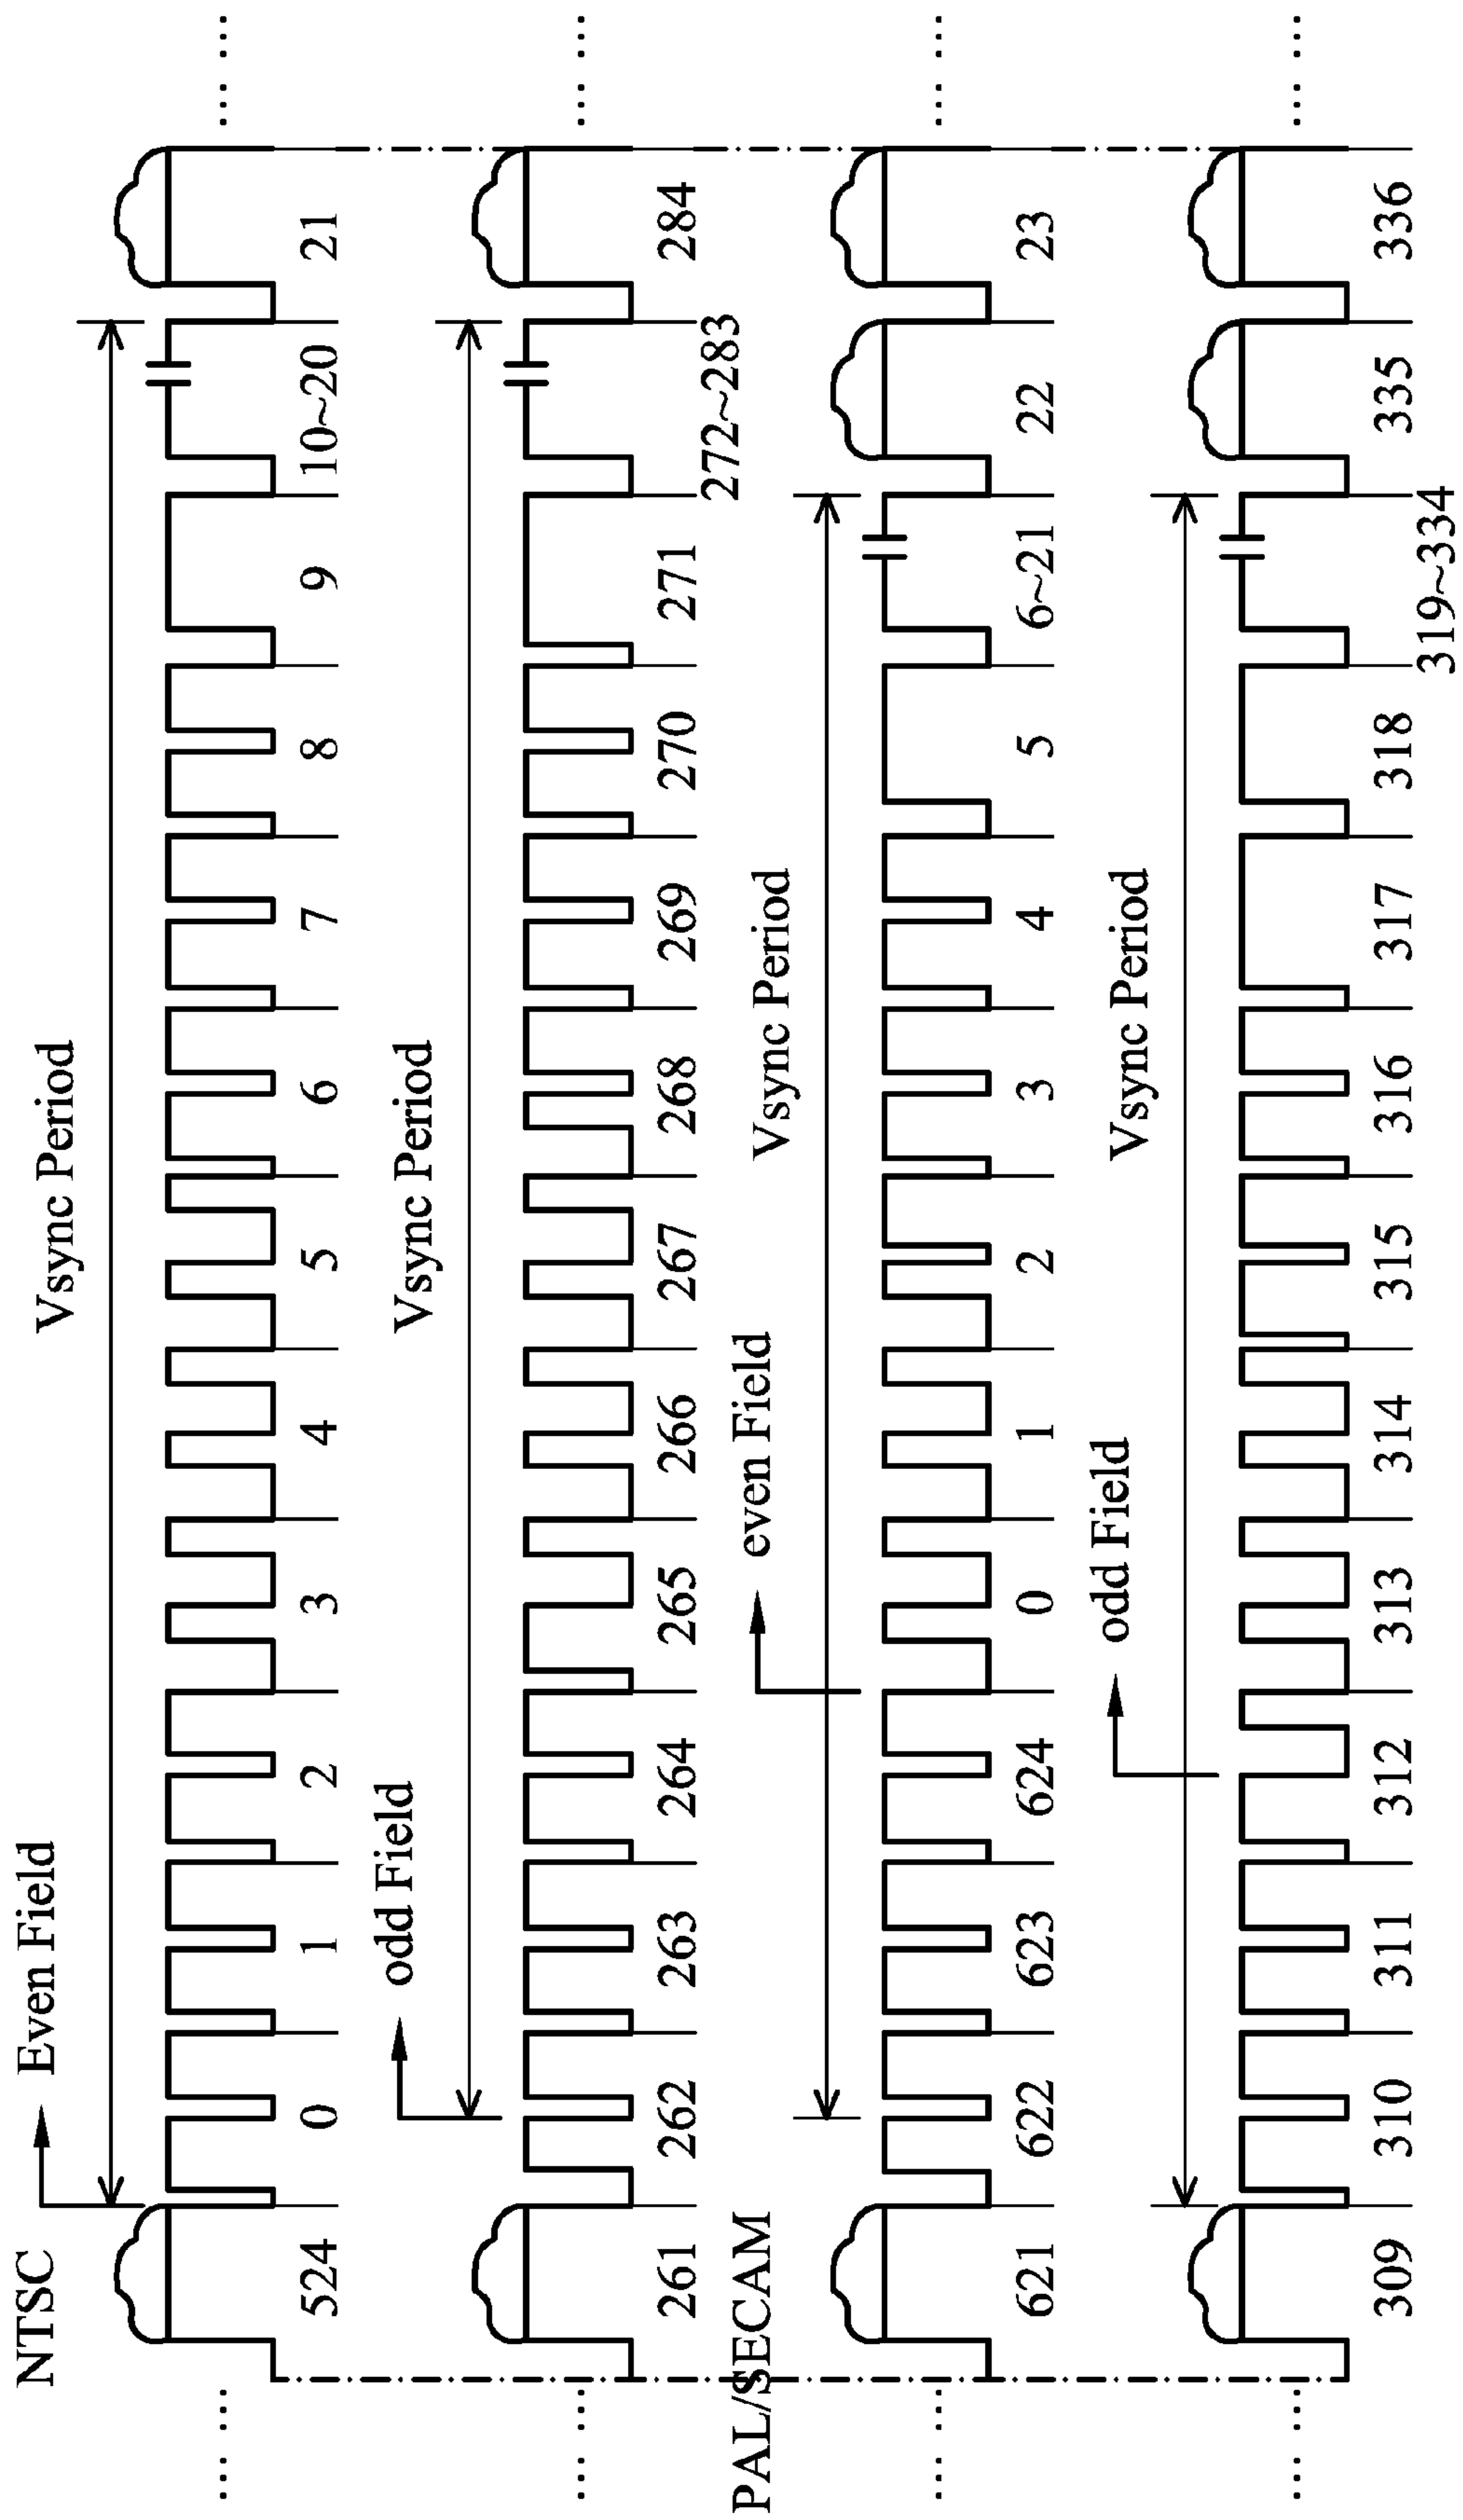 NTSC
Even Field
Vsync Period
524 0 1 2 3 4 5 6 7 8 9 10~20 21
odd Field
Vsync Period
261 262 263 264 265 266 267 268 269 270 271 272~283 284
PAL/SECAM
even Field
Vsync Period
621 622 623 624 0 1 2 3 4 5 6~21 22 23
odd Field
Vsync Period
309 310 311 312 313 314 315 316 317 318 319~334 335 336